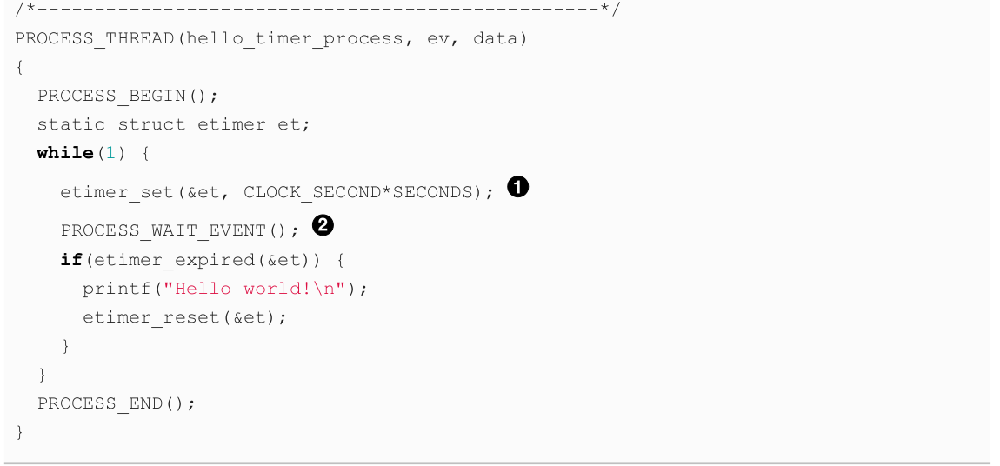 /*-------------------------------------------------*/
PROCESS_THREAD(hello_timer_process, ev, data)
{
  PROCESS_BEGIN();
  static struct etimer et;
  while(1) {
    etimer_set(&et, CLOCK_SECOND*SECONDS); ❶
    PROCESS_WAIT_EVENT(); ❷
    if(etimer_expired(&et)) {
      printf("Hello world!\n");
      etimer_reset(&et);
    }
  }
  PROCESS_END();
}